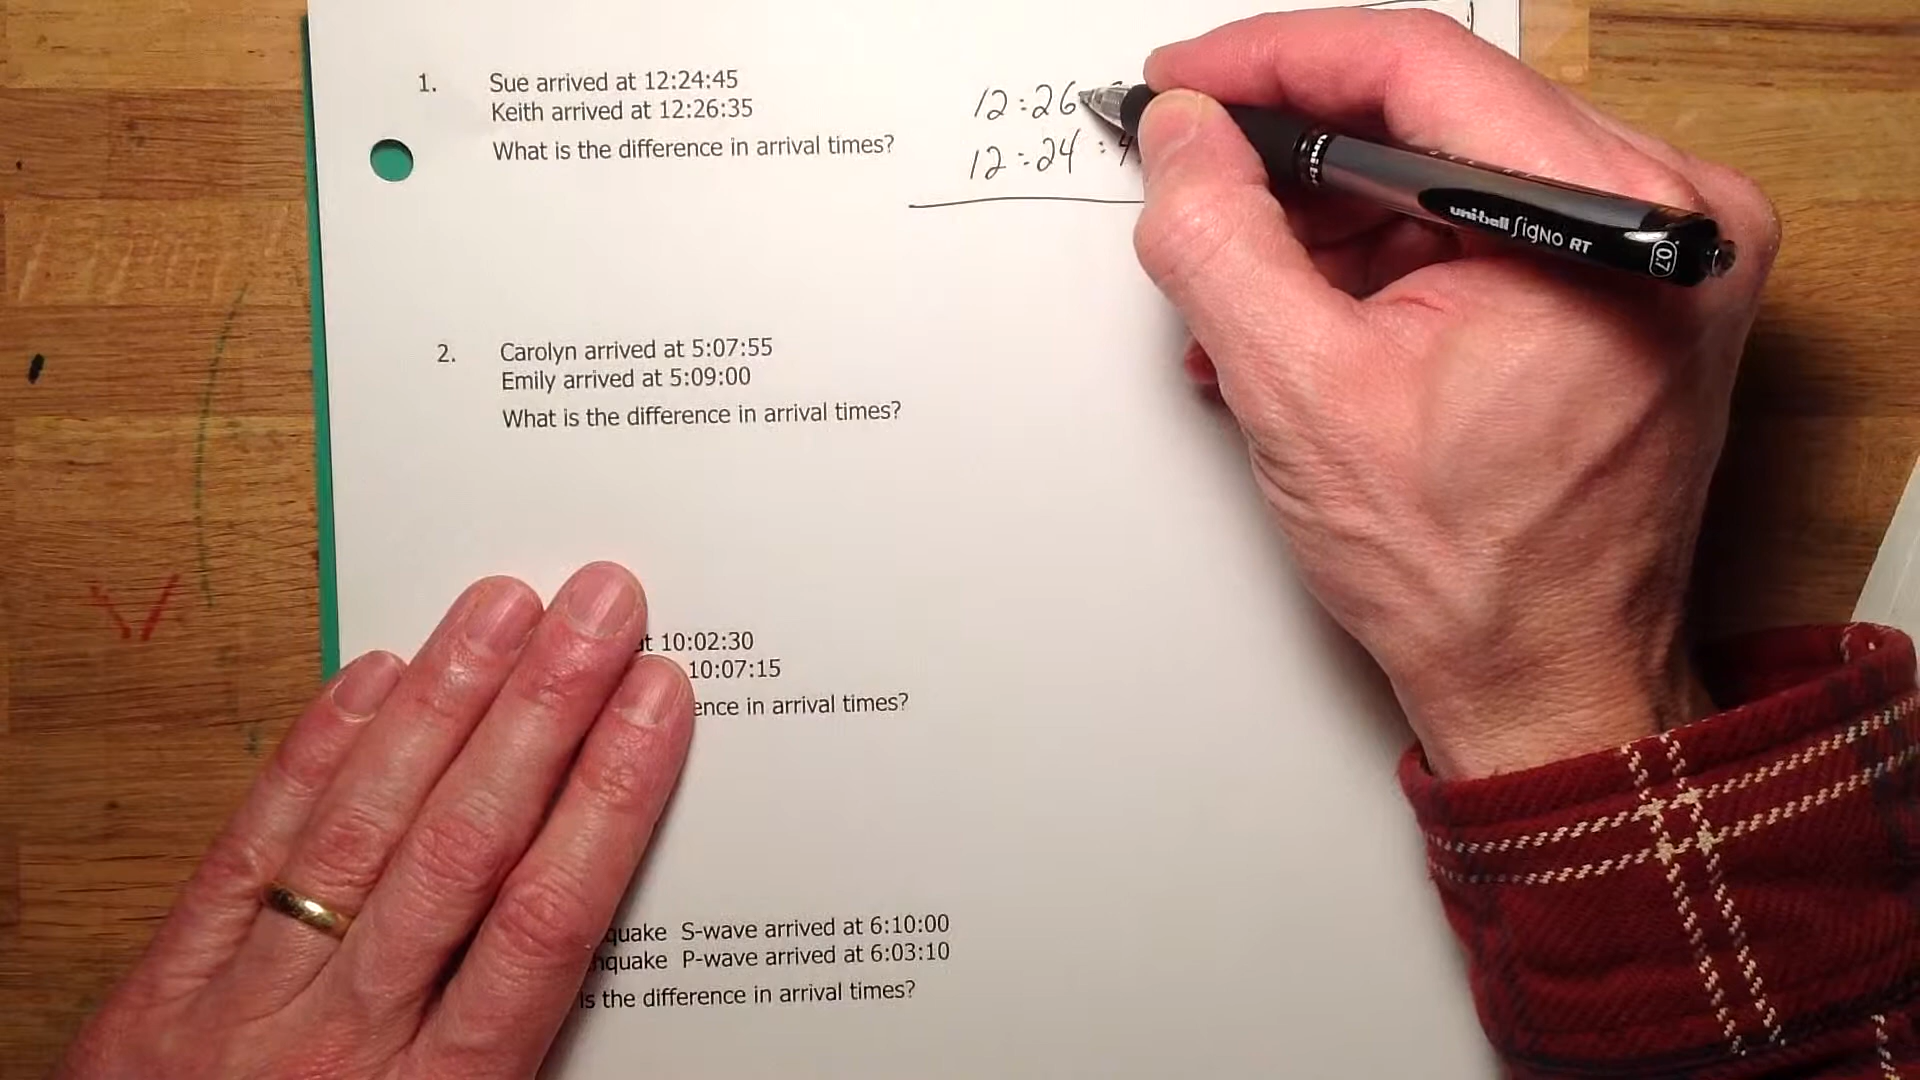 1. Sue arrived at 12:24:45
Keith arrived at 12:26:35
What is the difference in arrival times?
12:26
12:24:4
uni-ball SigNO RT
0.7
2. Carolyn arrived at 5:07:55
Emily arrived at 5:09:00
What is the difference in arrival times?
at 10:02:30
10:07:15
ence in arrival times?
quake S-wave arrived at 6:10:00
hquake P-wave arrived at 6:03:10
is the difference in arrival times?